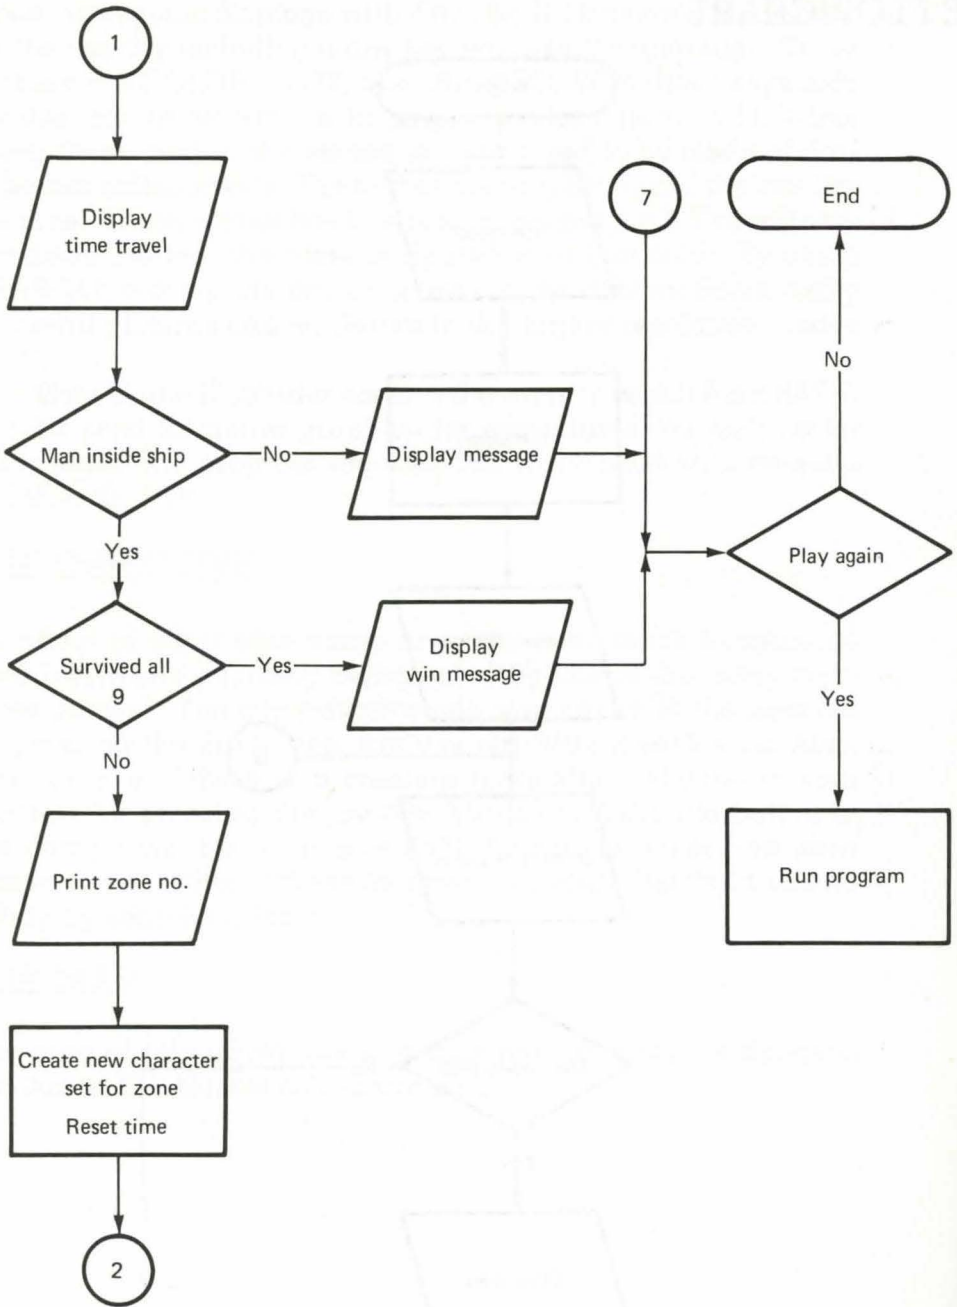 1
Display
time travel
7
End
No
Man inside ship
No
Display message
Yes
Play again
Survived all
9
Yes
Display
win message
No
Yes
Print zone no.
Run program
Create new character
set for zone
Reset time
2